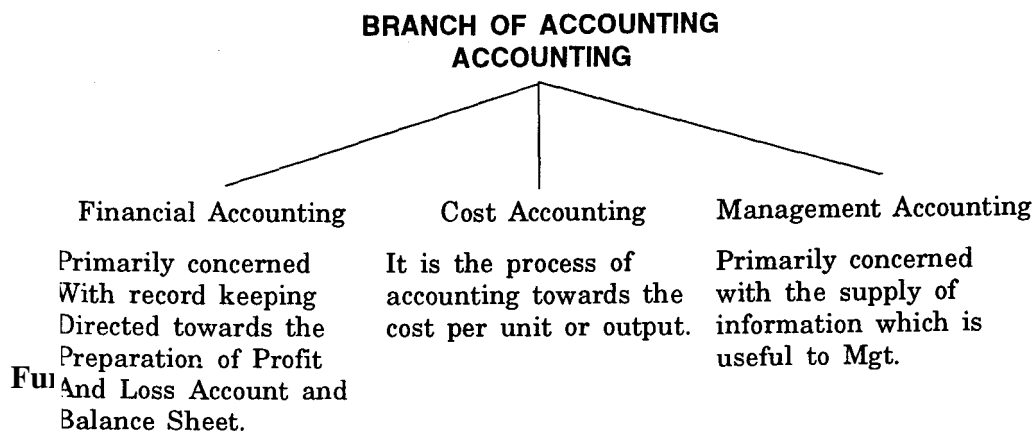 BRANCH OF ACCOUNTING
ACCOUNTING
Financial Accounting
Primarily concerned
With record keeping
Directed towards the
Preparation of Profit
And Loss Account and
Balance Sheet.
Cost Accounting
It is the process of
accounting towards the
cost per unit or output.
Management Accounting
Primarily concerned
with the supply of
information which is
useful to Mgt.